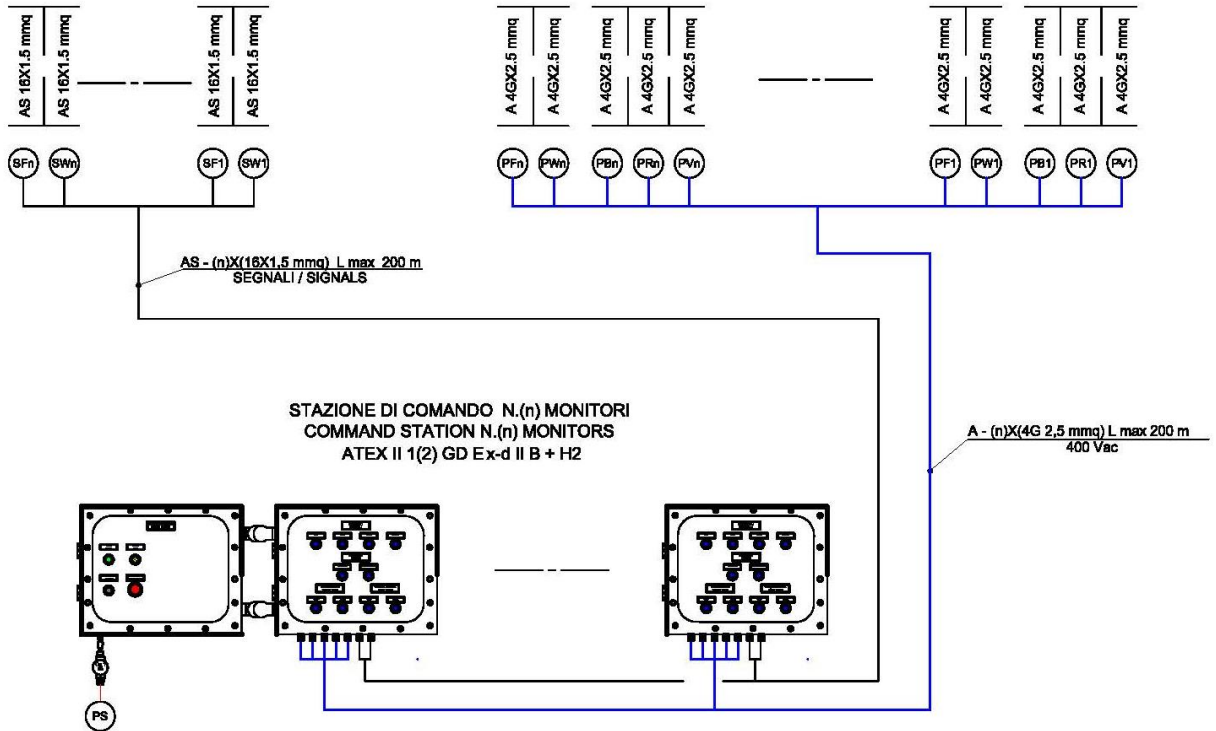 AS 16X1.5 mmq
AS 16X1.5 mmq
AS 16X1.5 mmq
AS 16X1.5 mmq
A 4GX2.5 mmq
A 4GX2.5 mmq
A 4GX2.5 mmq
A 4GX2.5 mmq
A 4GX2.5 mmq
A 4GX2.5 mmq
A 4GX2.5 mmq
A 4GX2.5 mmq
A 4GX2.5 mmq
A 4GX2.5 mmq
SFn SWn SF1 SW1 PFn PWn PBn PRn PVn PF1 PW1 PB1 PR1 PV1
AS - (n)X(16X1,5 mmq) L max 200 m
SEGNALI / SIGNALS
STAZIONE DI COMANDO N.(n) MONITORI
COMMAND STATION N.(n) MONITORS
ATEX II 1(2) GD Ex-d II B + H2
A - (n)X(4G 2,5 mmq) L max 200 m
400 Vac
PS